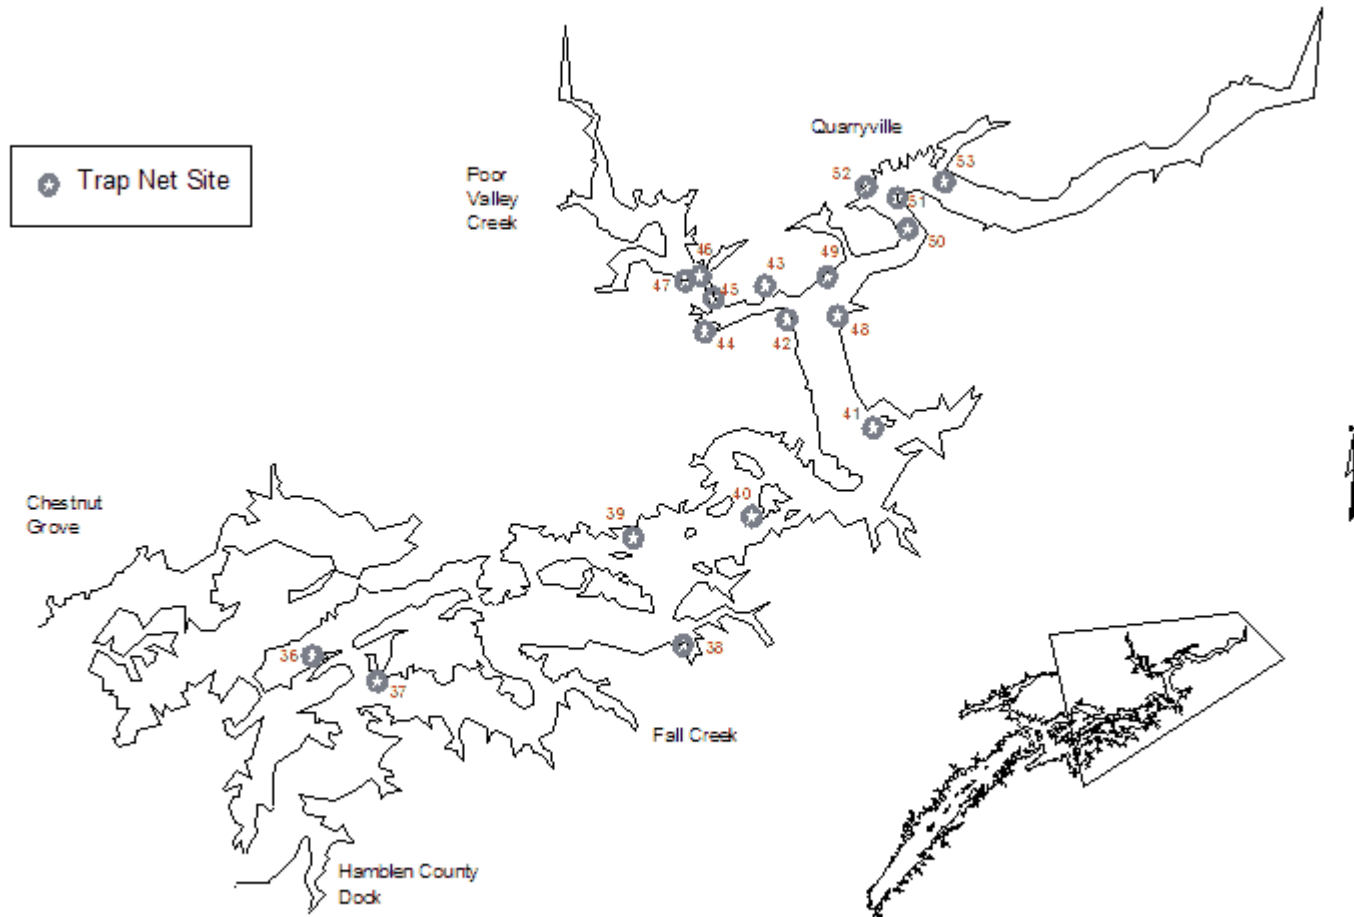 Quarryville
Trap Net Site
Poor
Valley
Creek
53
52
51
50
46
43
49
47
45
48
44
42
41
Chestnut
Grove
40
39
36
38
37
Fall Creek
Hamblen County
Dock